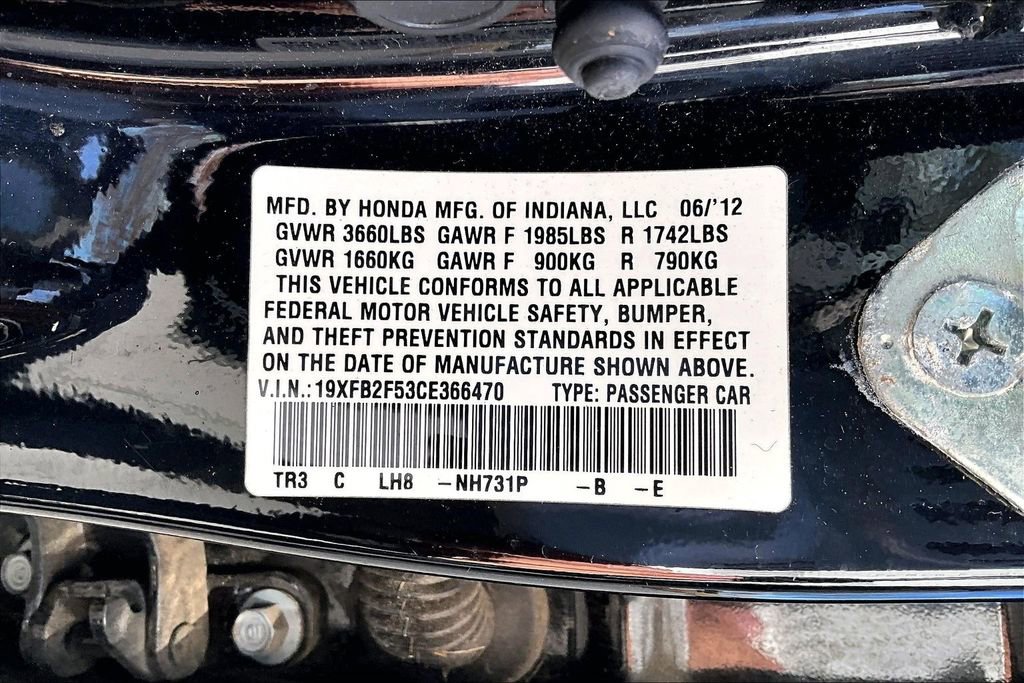 MFD. BY HONDA MFG. OF INDIANA, LLC 06/'12
GVWR 3660LBS GAWR F 1985LBS R 1742LBS
GVWR 1660KG GAWR F 900KG R 790KG
THIS VEHICLE CONFORMS TO ALL APPLICABLE
FEDERAL MOTOR VEHICLE SAFETY, BUMPER,
AND THEFT PREVENTION STANDARDS IN EFFECT
ON THE DATE OF MANUFACTURE SHOWN ABOVE.
V.I.N.:19XFB2F53CE366470 TYPE: PASSENGER CAR
TR3 C LH8 -NH731P -B -E